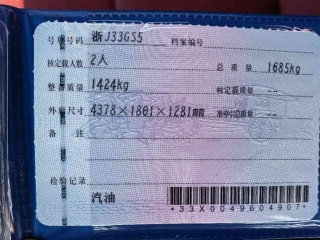 号牌号码 浙J33GS5 档案编号
核定载人数 2人 总质量 1685kg
整备质量 1424kg 核定载质量 --
外廓尺寸 4378×1801×1281mm 准牵引总质量 --
备注
检验记录
汽油
*33X0049604907*